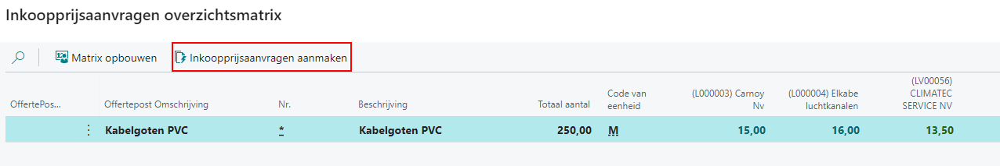 Inkoopprijsaanvragen overzichtsmatrix
Matrix opbouwen
Inkoopprijsaanvragen aanmaken
OffertePos...
Offertepost Omschrijving
Nr.
Beschrijving
Totaal aantal
Code van
eenheid
(L000003) Carnoy
Nv
(L000004) Elkabe
luchtkanalen
(LV00056)
CLIMATEC
SERVICE NV
Kabelgoten PVC
*
Kabelgoten PVC
250,00
M
15,00
16,00
13,50